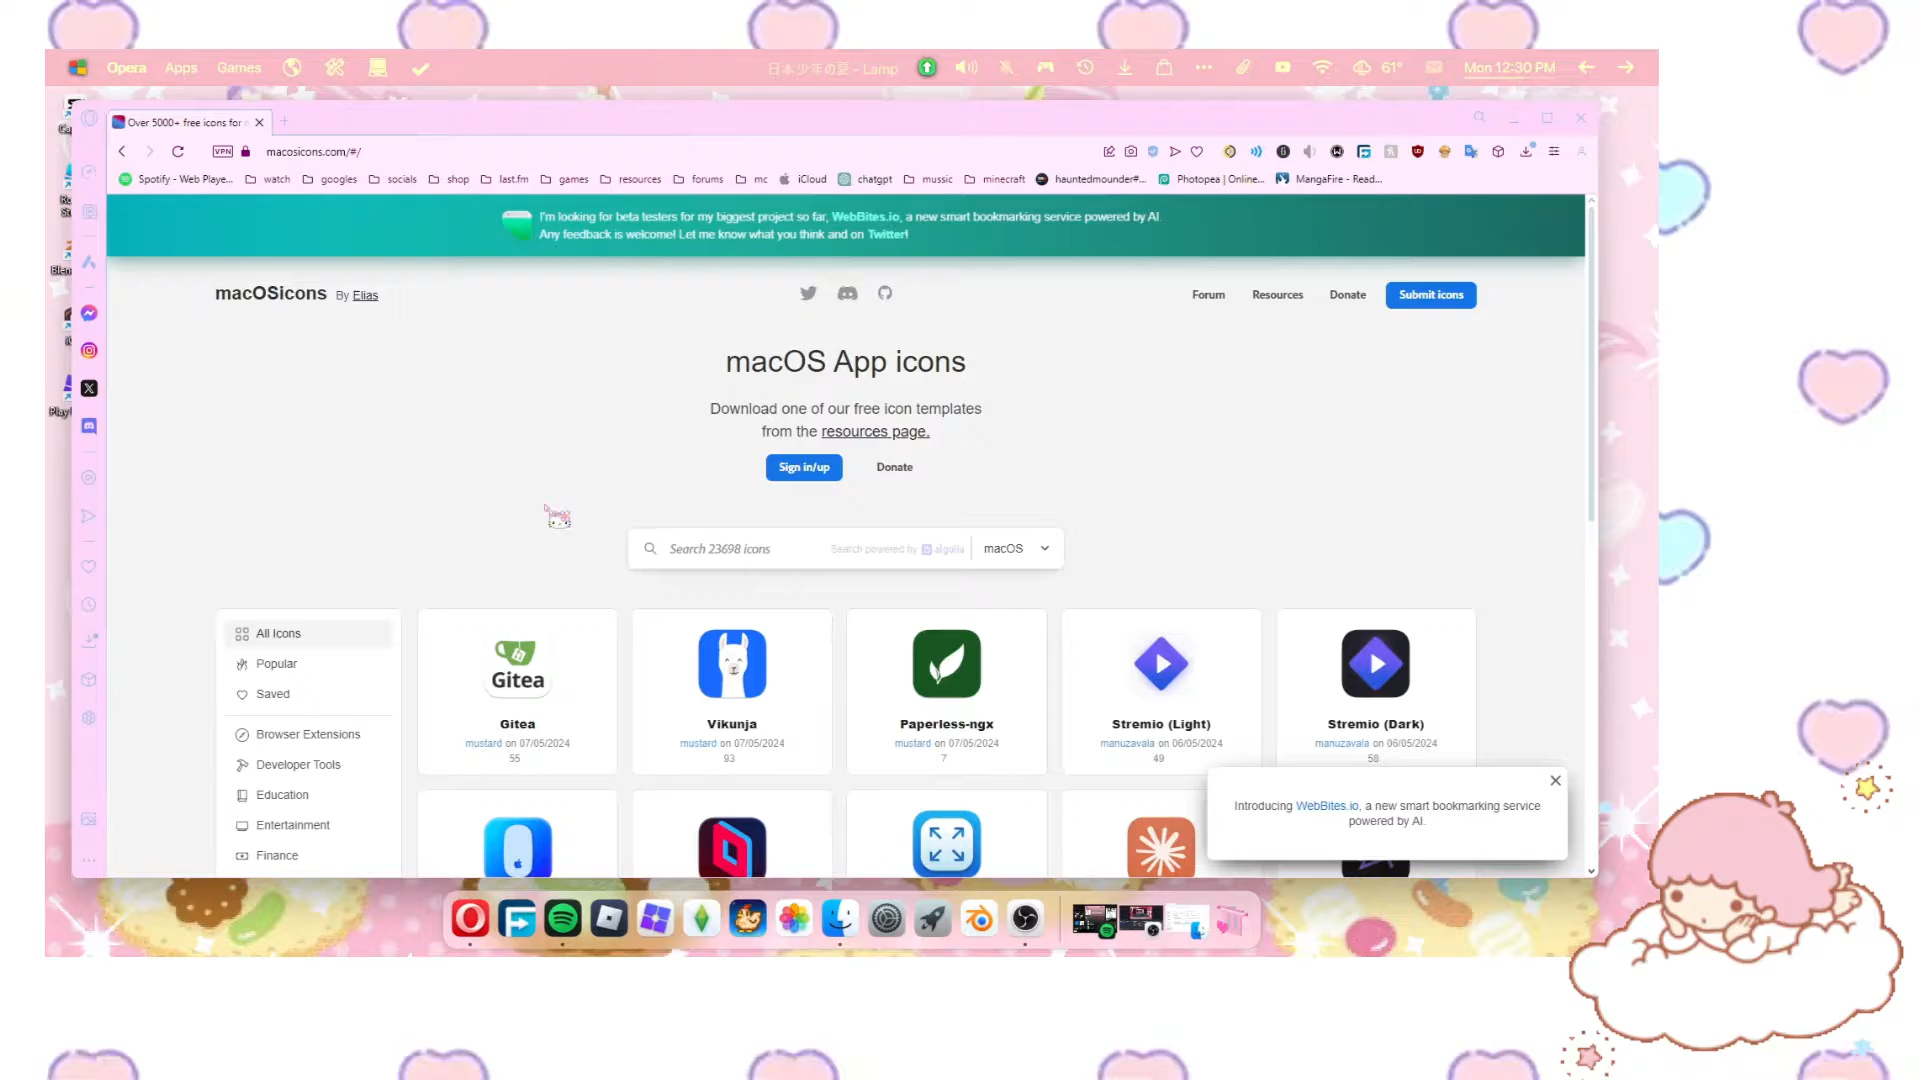 Opera Apps Games 日本少年の夏 - Lamp 61° Mon 12:30 PM
Over 5000+ free icons for
VPN macosicons.com/#/
Spotify - Web Playe... watch googles socials shop last.fm games resources forums mc iCloud chatgpt mussic minecraft hauntedmounder#... Photopea | Online... MangaFire - Read...
I'm looking for beta testers for my biggest project so far, WebBites.io, a new smart bookmarking service powered by AI.
Any feedback is welcome! Let me know what you think and on Twitter!
macOSicons By Elias Forum Resources Donate Submit icons
macOS App icons
Download one of our free icon templates
from the resources page.
Sign in/up Donate
Search 23698 icons Search powered by algolia macOS
All Icons
Popular
Saved
Browser Extensions
Developer Tools
Education
Entertainment
Finance
Gitea
Gitea
mustard on 07/05/2024
55
Vikunja
mustard on 07/05/2024
93
Paperless-ngx
mustard on 07/05/2024
7
Stremio (Light)
manuzavala on 06/05/2024
49
Stremio (Dark)
manuzavala on 06/05/2024
58
Introducing WebBites.io, a new smart bookmarking service
powered by AI.